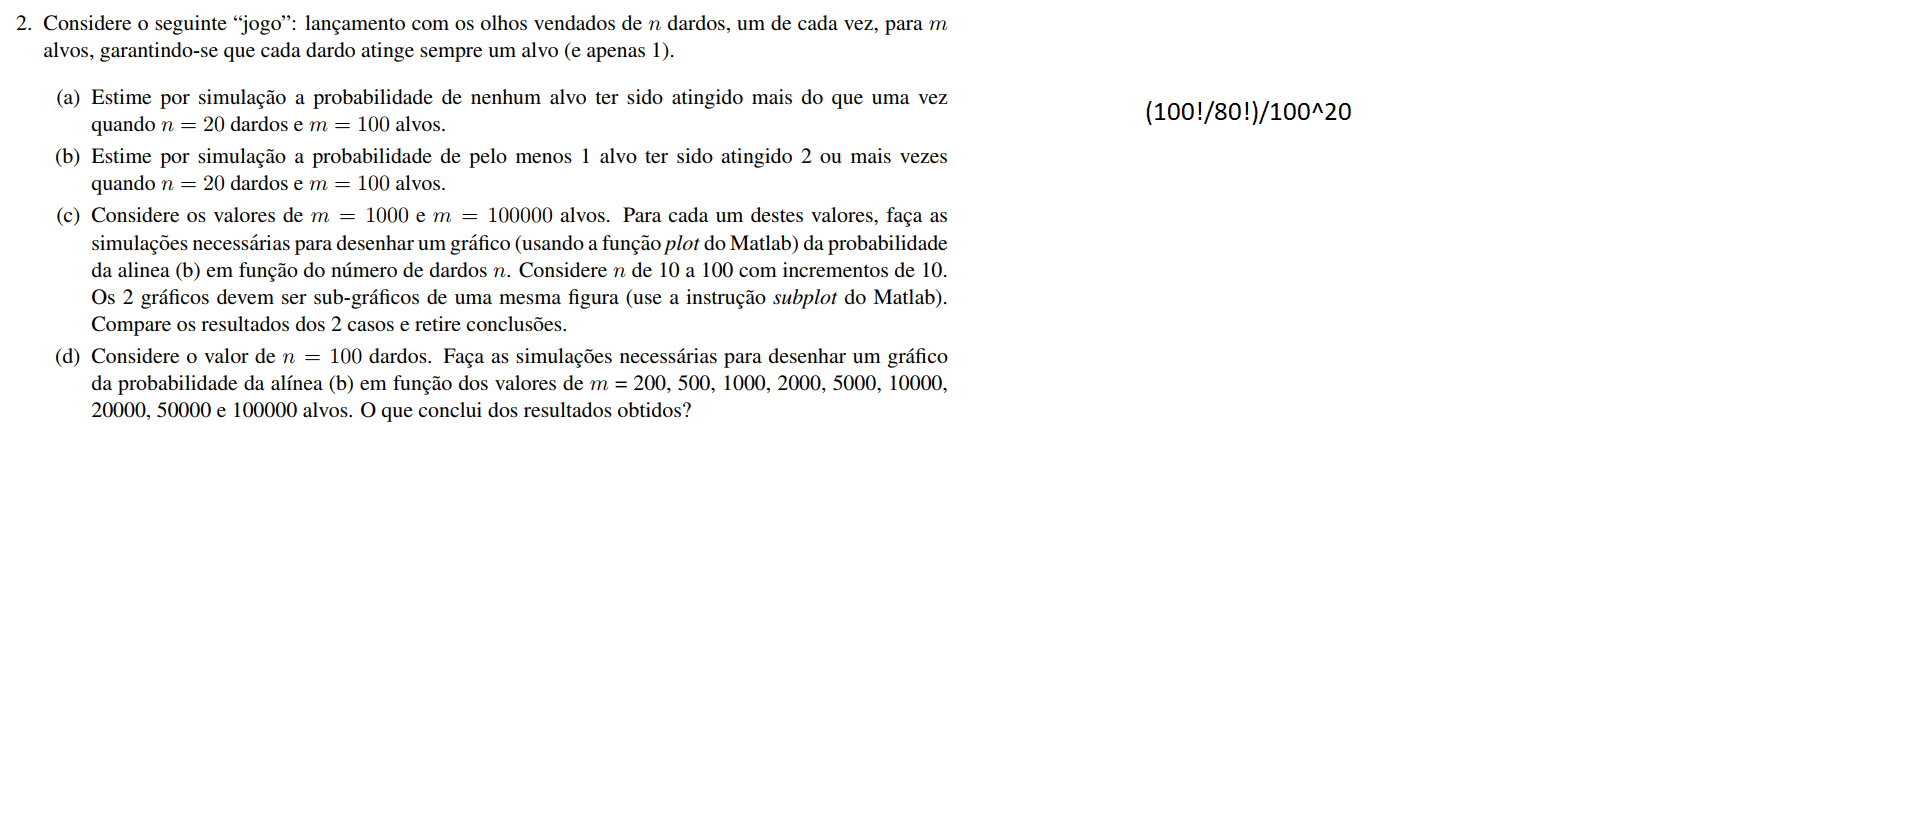 2. Considere o seguinte “jogo”: lançamento com os olhos vendados de n dardos, um de cada vez, para m
alvos, garantindo-se que cada dardo atinge sempre um alvo (e apenas 1).
(a) Estime por simulação a probabilidade de nenhum alvo ter sido atingido mais do que uma vez
quando n = 20 dardos e m = 100 alvos.
(b) Estime por simulação a probabilidade de pelo menos 1 alvo ter sido atingido 2 ou mais vezes
quando n = 20 dardos e m = 100 alvos.
(c) Considere os valores de m = 1000 e m = 100000 alvos. Para cada um destes valores, faça as
simulações necessárias para desenhar um gráfico (usando a função plot do Matlab) da probabilidade
da alinea (b) em função do número de dardos n. Considere n de 10 a 100 com incrementos de 10.
Os 2 gráficos devem ser sub-gráficos de uma mesma figura (use a instrução subplot do Matlab).
Compare os resultados dos 2 casos e retire conclusões.
(d) Considere o valor de n = 100 dardos. Faça as simulações necessárias para desenhar um gráfico
da probabilidade da alínea (b) em função dos valores de m = 200, 500, 1000, 2000, 5000, 10000,
20000, 50000 e 100000 alvos. O que conclui dos resultados obtidos?
(100!/80!)/100^20